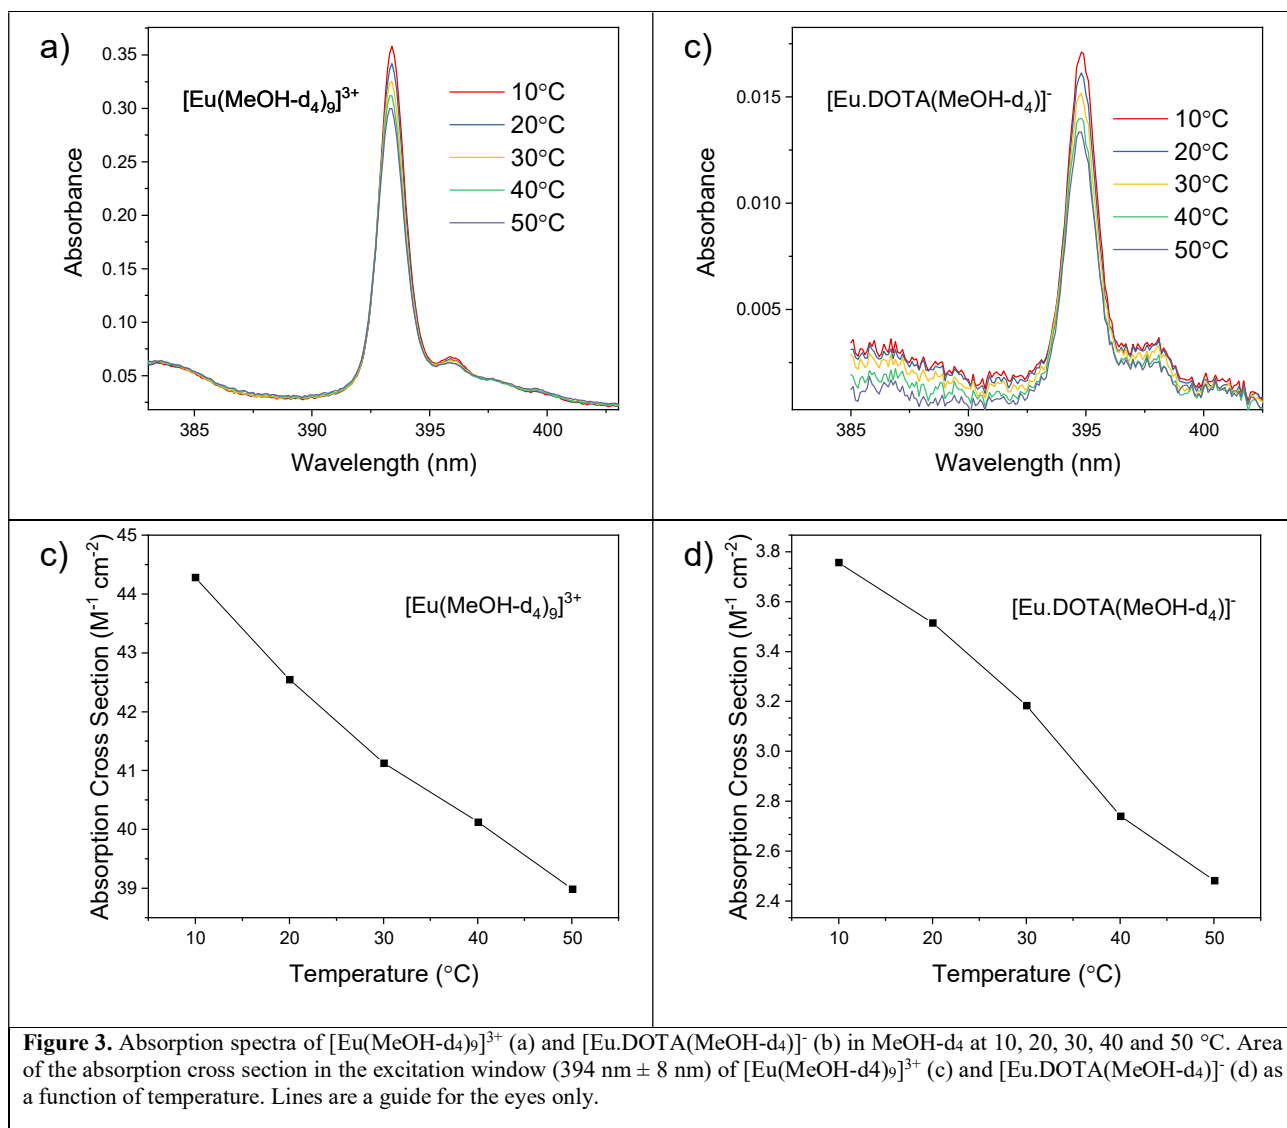 a)
[Eu(MeOH-d4)9]3+
10°C
20°C
30°C
40°C
50°C
0.35
0.30
0.25
0.20
0.15
0.10
0.05
Absorbance
385 390 395 400
Wavelength (nm)
c)
[Eu.DOTA(MeOH-d4)]-
10°C
20°C
30°C
40°C
50°C
0.015
0.010
0.005
Absorbance
385 390 395 400
Wavelength (nm)
c)
[Eu(MeOH-d4)9]3+
45
44
43
42
41
40
39
Absorption Cross Section (M-1 cm-2)
10 20 30 40 50
Temperature (°C)
d)
[Eu.DOTA(MeOH-d4)]-
3.8
3.6
3.4
3.2
3.0
2.8
2.6
2.4
Absorption Cross Section (M-1 cm-2)
10 20 30 40 50
Temperature (°C)
Figure 3. Absorption spectra of [Eu(MeOH-d4)9]3+ (a) and [Eu.DOTA(MeOH-d4)]- (b) in MeOH-d4 at 10, 20, 30, 40 and 50 °C. Area
of the absorption cross section in the excitation window (394 nm ± 8 nm) of [Eu(MeOH-d4)9]3+ (c) and [Eu.DOTA(MeOH-d4)]- (d) as
a function of temperature. Lines are a guide for the eyes only.